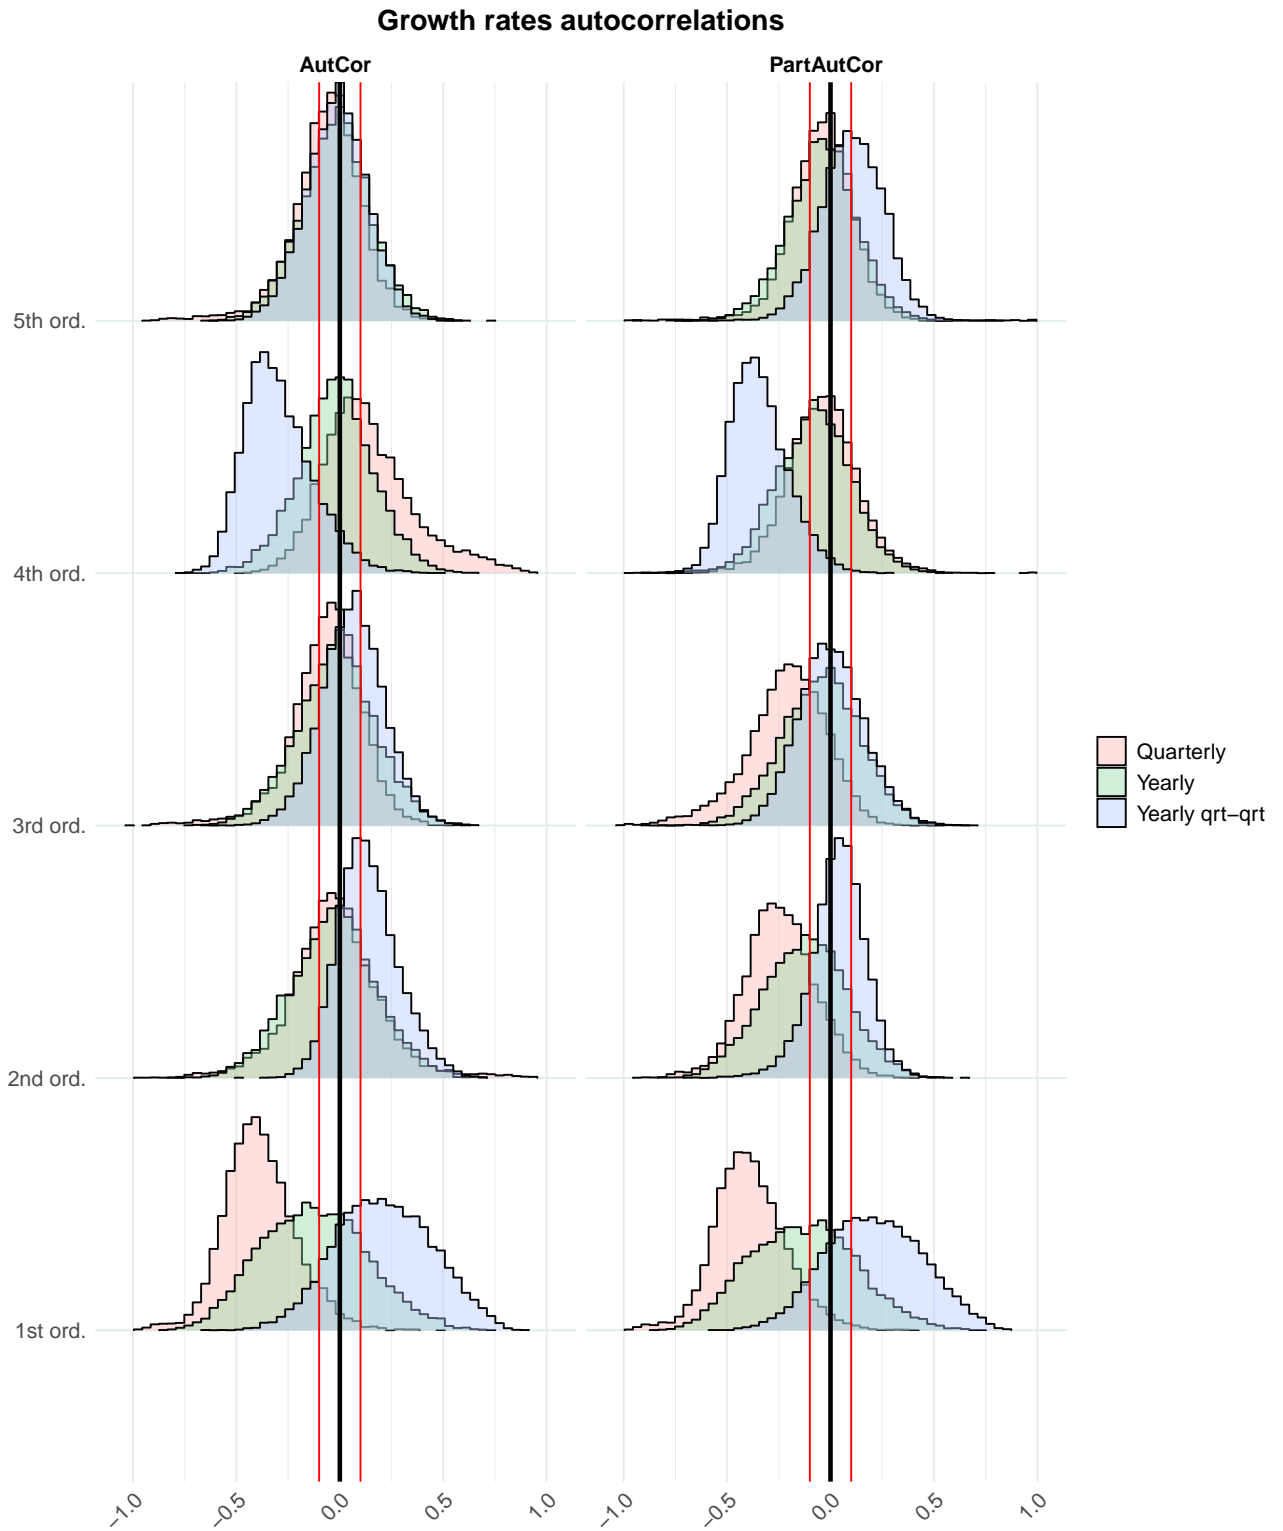 Growth rates autocorrelations
AutCor PartAutCor
5th ord.
4th ord.
3rd ord.
2nd ord.
1st ord.
Quarterly
Yearly
Yearly qrt−qrt
−1.0 −0.5 0.0 0.5 1.0 −1.0 −0.5 0.0 0.5 1.0